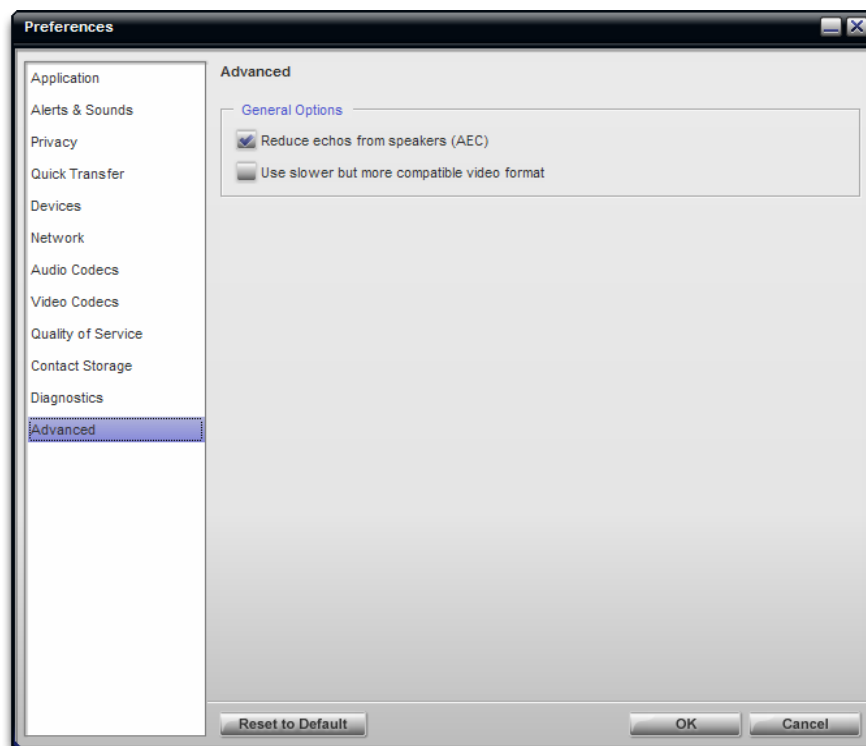 Preferences
Application
Alerts & Sounds
Privacy
Quick Transfer
Devices
Network
Audio Codecs
Video Codecs
Quality of Service
Contact Storage
Diagnostics
Advanced
Advanced
General Options
Reduce echos from speakers (AEC)
Use slower but more compatible video format
Reset to Default
OK
Cancel